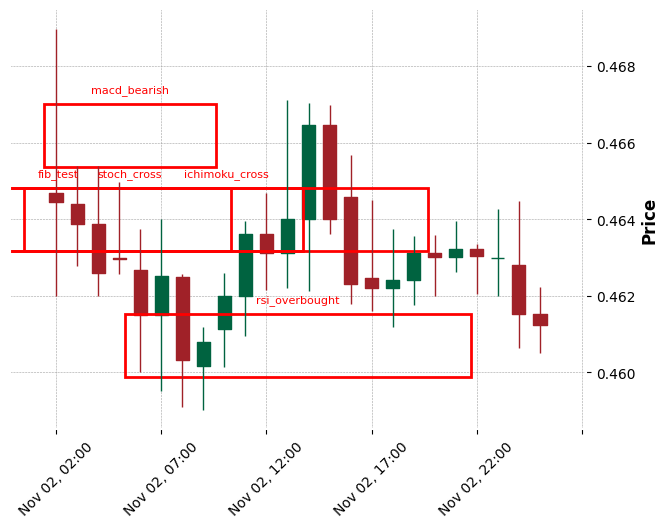 macd_bearish
fib_test
stoch_cross
ichimoku_cross
rsi_overbought
0.468
0.466
0.464
0.462
0.460
Price
Nov 02, 02:00
Nov 02, 07:00
Nov 02, 12:00
Nov 02, 17:00
Nov 02, 22:00